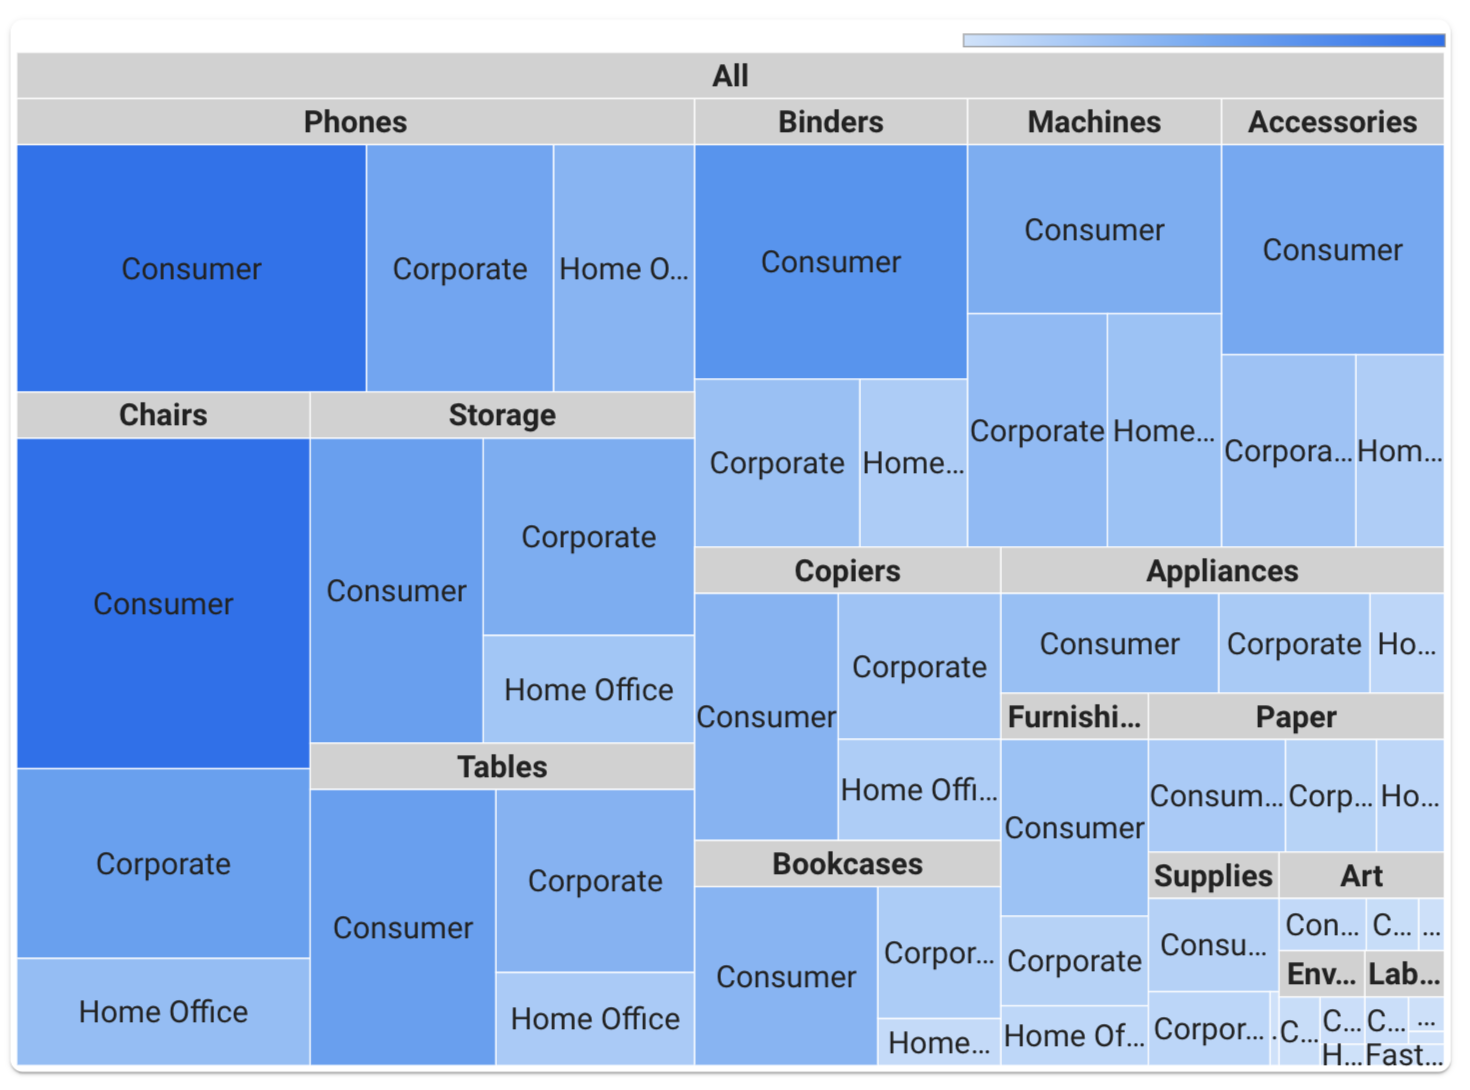 All
Phones
Binders
Machines
Accessories
Consumer
Corporate
Home O...
Consumer
Corporate
Home...
Consumer
Corporate
Home...
Consumer
Corpora...
Hom...
Chairs
Storage
Consumer
Corporate
Home Office
Consumer
Corporate
Home Office
Tables
Consumer
Corporate
Home Office
Copiers
Appliances
Consumer
Corporate
Home Offi...
Consumer
Corporate
Ho...
Furnishi...
Paper
Consumer
Corporate
Home Of...
Consum...
Corp...
Ho...
Bookcases
Consumer
Corpor...
Home...
Supplies
Art
Consu...
Corpor...
.
Con...
C...
...
Env...
Lab...
C...
C...
H...
C...
...
Fast...